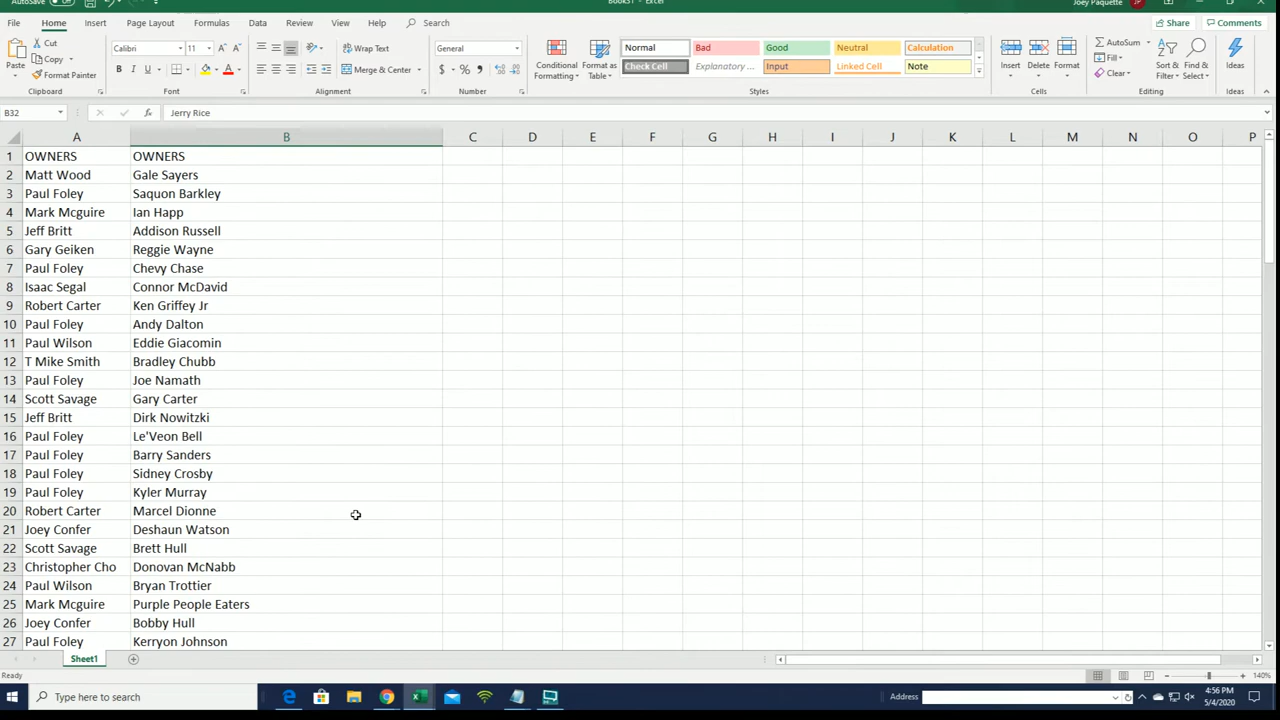 AutoSave Off Book31 - Excel Joey Paquette JP
File Home Insert Page Layout Formulas Data Review View Help Search Share Comments
Paste Cut Copy Format Painter Clipboard
Calibri 11 A A B I U A Font
Wrap Text Merge & Center Alignment
General $ % , Number
Conditional Formatting Format as Table
Normal Bad Good Neutral Calculation
Check Cell Explanatory ... Input Linked Cell Note
Styles
Insert Delete Format Cells
AutoSum Fill Clear Sort & Filter Find & Select Editing
Ideas Ideas
B32 fx Jerry Rice
A B C D E F G H I J K L M N O P
1 OWNERS OWNERS
2 Matt Wood Gale Sayers
3 Paul Foley Saquon Barkley
4 Mark Mcguire Ian Happ
5 Jeff Britt Addison Russell
6 Gary Geiken Reggie Wayne
7 Paul Foley Chevy Chase
8 Isaac Segal Connor McDavid
9 Robert Carter Ken Griffey Jr
10 Paul Foley Andy Dalton
11 Paul Wilson Eddie Giacomin
12 T Mike Smith Bradley Chubb
13 Paul Foley Joe Namath
14 Scott Savage Gary Carter
15 Jeff Britt Dirk Nowitzki
16 Paul Foley Le'Veon Bell
17 Paul Foley Barry Sanders
18 Paul Foley Sidney Crosby
19 Paul Foley Kyler Murray
20 Robert Carter Marcel Dionne
21 Joey Confer Deshaun Watson
22 Scott Savage Brett Hull
23 Christopher Cho Donovan McNabb
24 Paul Wilson Bryan Trottier
25 Mark Mcguire Purple People Eaters
26 Joey Confer Bobby Hull
27 Paul Foley Kerryon Johnson
Sheet1
Ready 140%
Type here to search Address 4:56 PM
5/4/2020